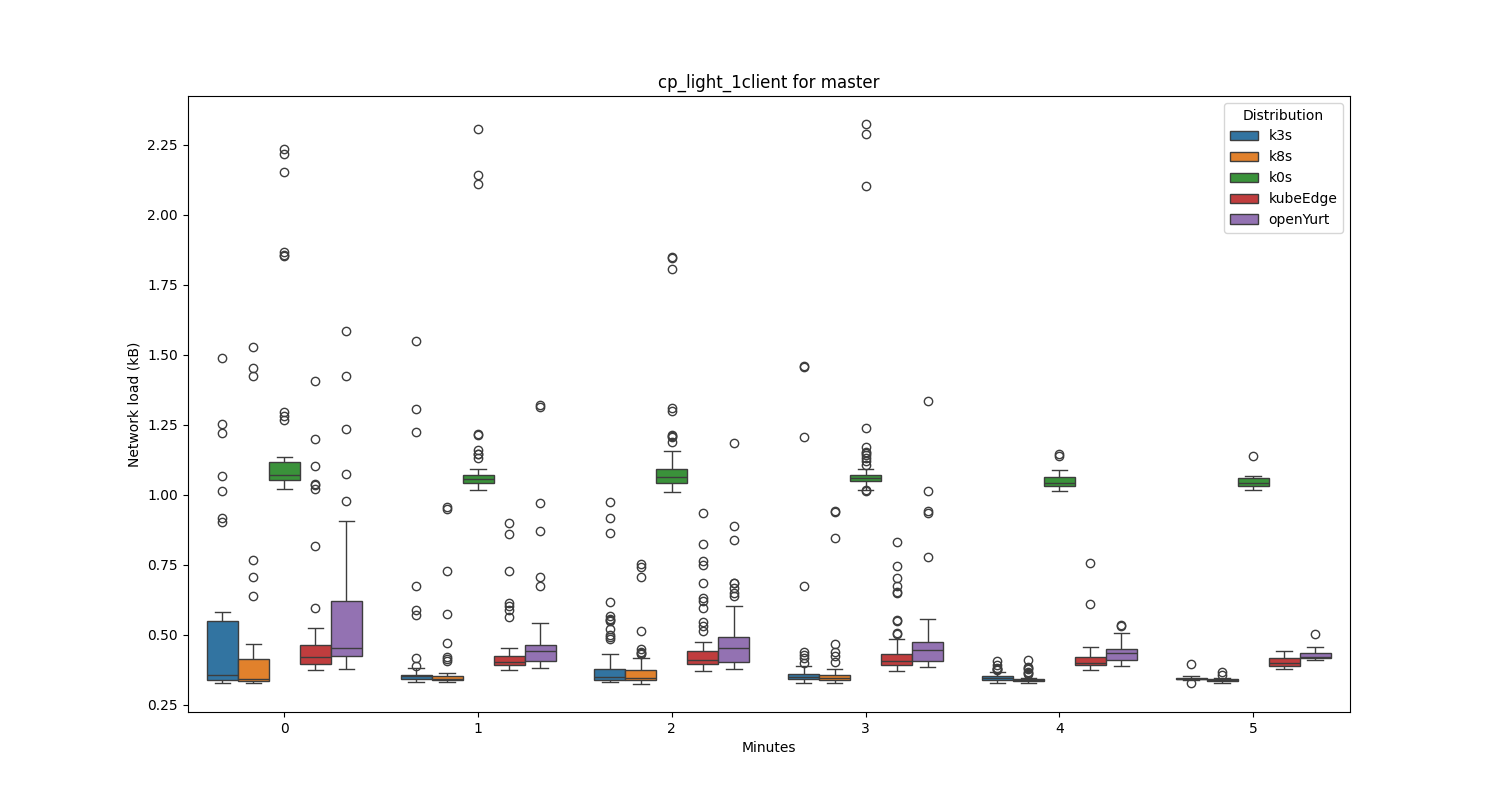 cp_light_1client for master
Distribution
k3s
k8s
k0s
kubeEdge
openYurt
Network load (kB)
2.25
2.00
1.75
1.50
1.25
1.00
0.75
0.50
0.25
0 1 2 3 4 5
Minutes